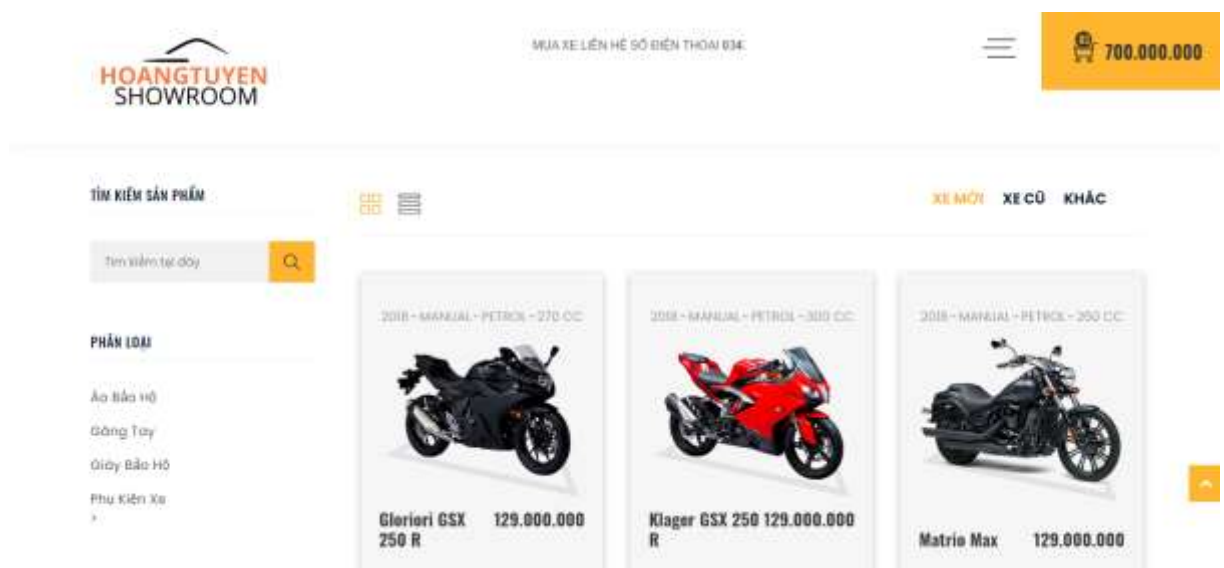 HOANGTUYEN
SHOWROOM
MUA XE LIÊN HỆ SỐ ĐIỆN THOẠI 034.
700.000.000
TÌM KIẾM SẢN PHẨM
XE MỚI XE CŨ KHÁC
Tìm kiếm tại đây
2018 - MANUAL - PETROL - 270 CC
2018 - MANUAL - PETROL - 300 CC
2018 - MANUAL - PETROL - 250 CC
PHÂN LOẠI
Áo Bảo Hộ
Găng Tay
Giày Bảo Hộ
Phụ Kiện Xe
Gloriori GSX 129.000.000
250 R
Klager GSX 250 129.000.000
R
Matrio Max 129.000.000